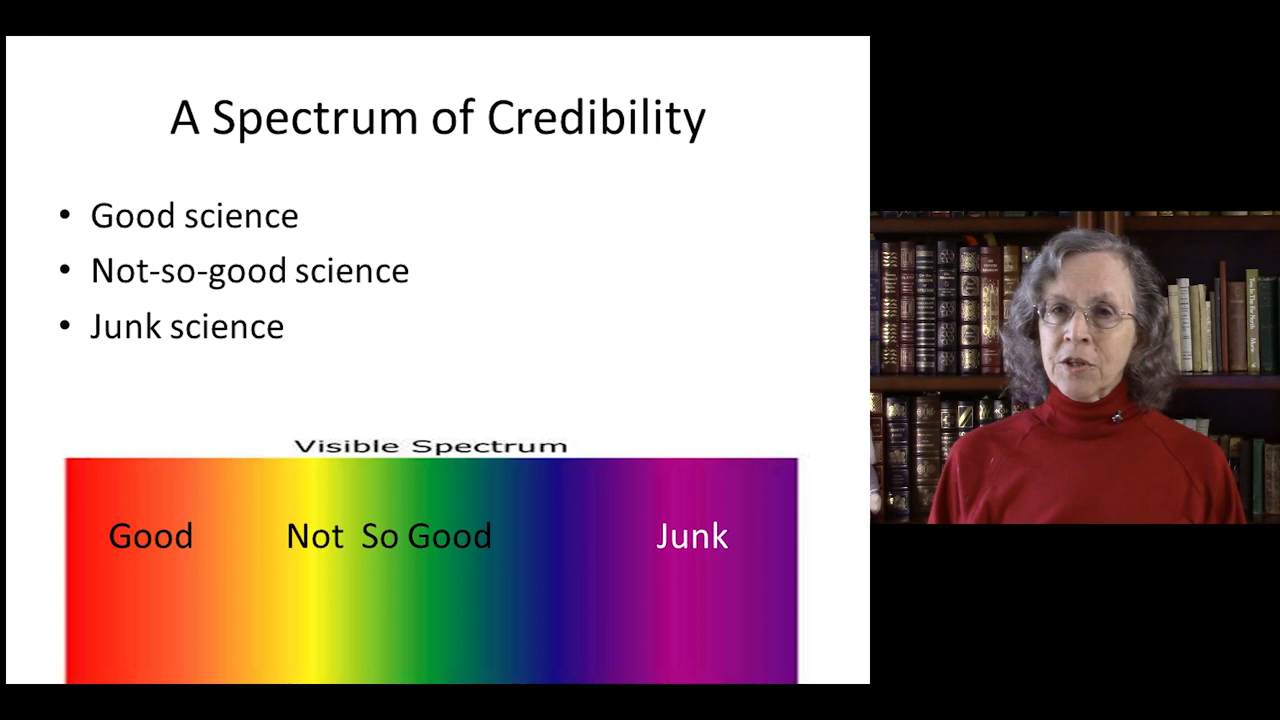 A Spectrum of Credibility
• Good science
• Not-so-good science
• Junk science
Visible Spectrum
Good Not So Good Junk